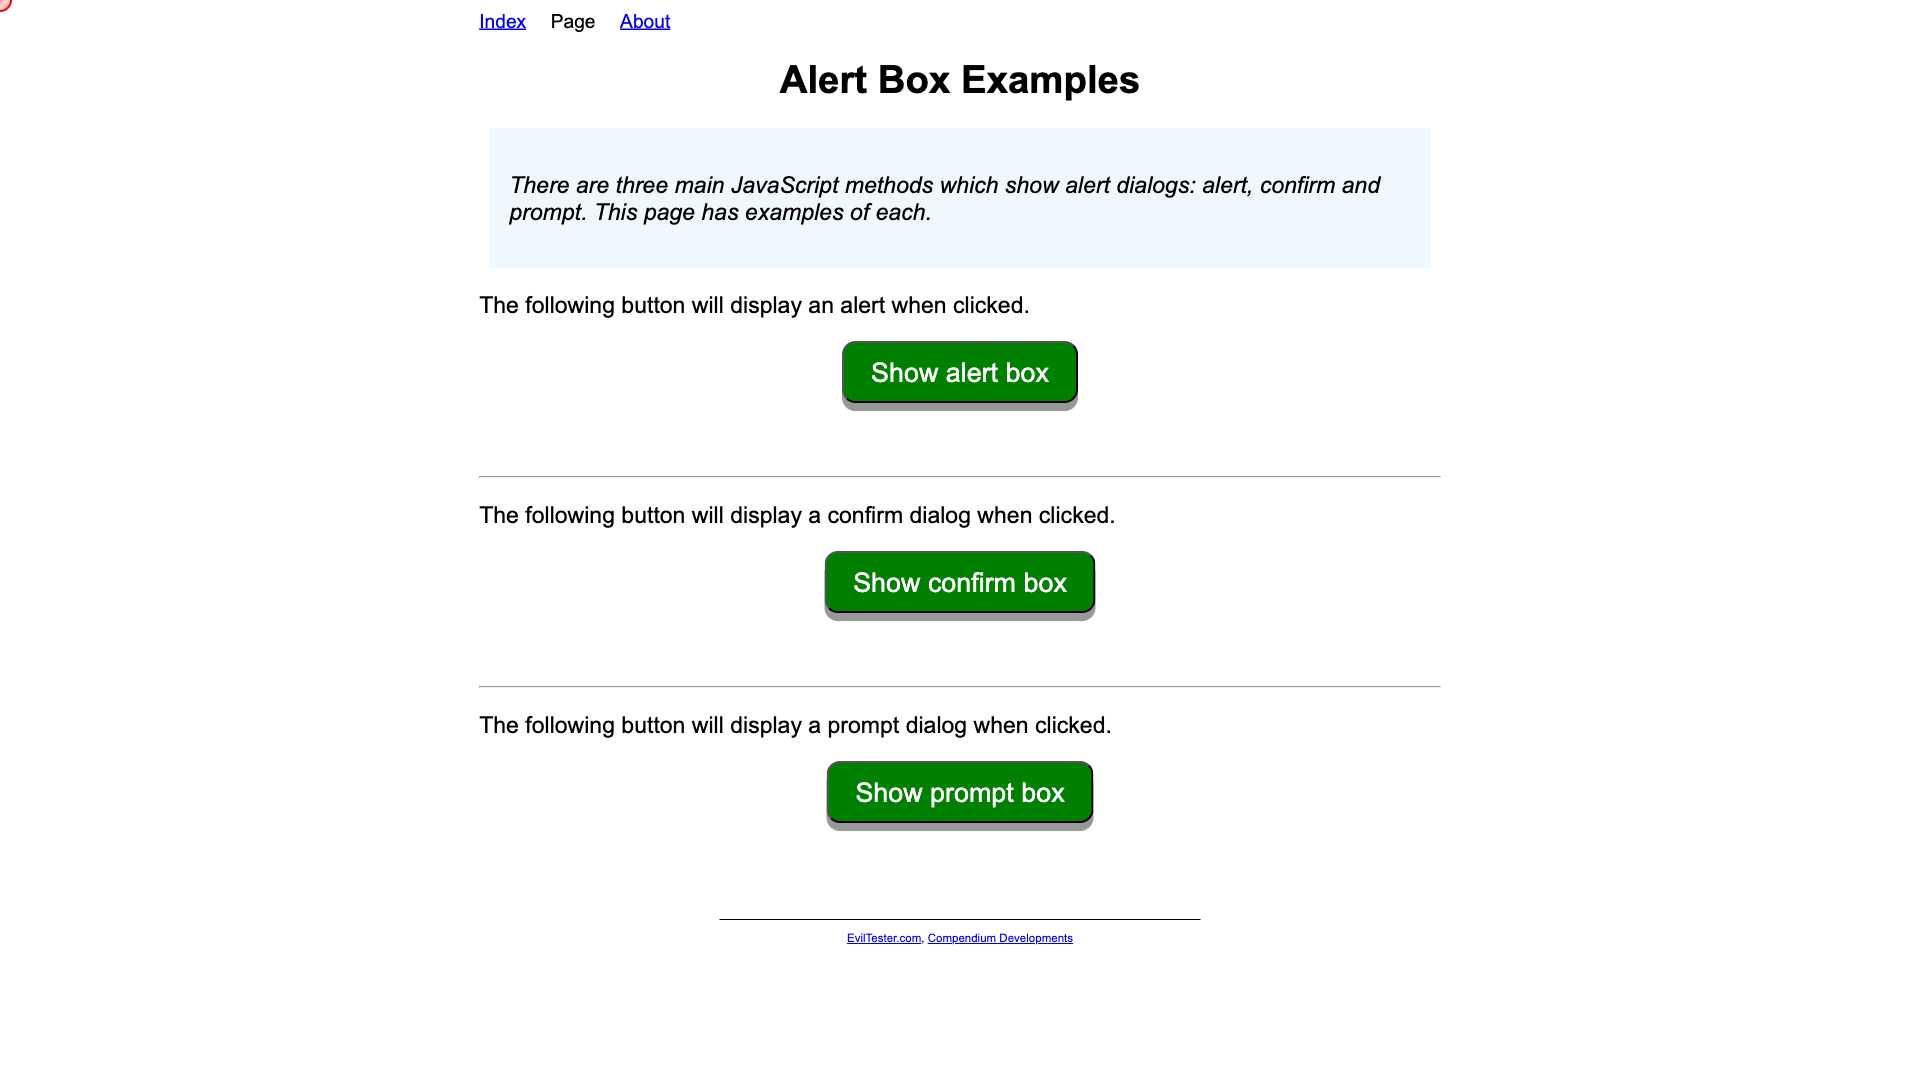 Index Page About
Alert Box Examples
There are three main JavaScript methods which show alert dialogs: alert, confirm and
prompt. This page has examples of each.
The following button will display an alert when clicked.
Show alert box
The following button will display a confirm dialog when clicked.
Show confirm box
The following button will display a prompt dialog when clicked.
Show prompt box
EvilTester.com, Compendium Developments